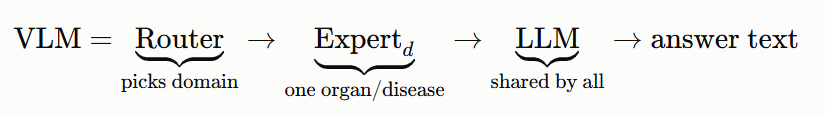 VLM = Router → Expert_d → LLM → answer text
picks domain one organ/disease shared by all